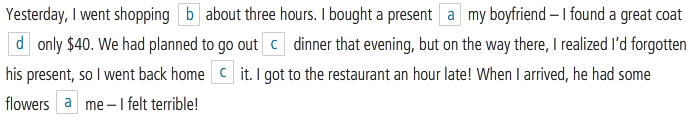 Yesterday, I went shopping b about three hours. I bought a present a my boyfriend – I found a great coat
d only $40. We had planned to go out c dinner that evening, but on the way there, I realized I'd forgotten
his present, so I went back home c it. I got to the restaurant an hour late! When I arrived, he had some
flowers a me – I felt terrible!